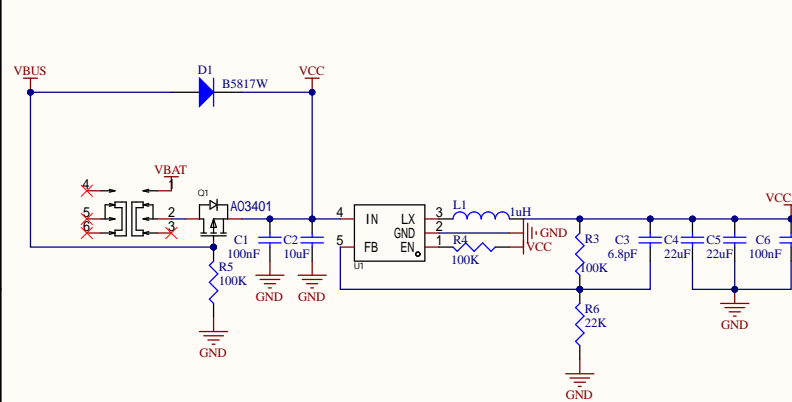 D1
VBUS
VCC
B5817W
VBAT
4
1
Q1
AO3401
5
2
6
3
C1
100nF
C2
10uF
R5
100K
GND
GND
GND
4
IN
LX
3
GND
2
5
FB
EN
1
U1
L1
1uH
GND
VCC
R4
100K
R3
100K
C3
6.8pF
C4
22uF
C5
22uF
C6
100nF
R6
22K
GND
GND